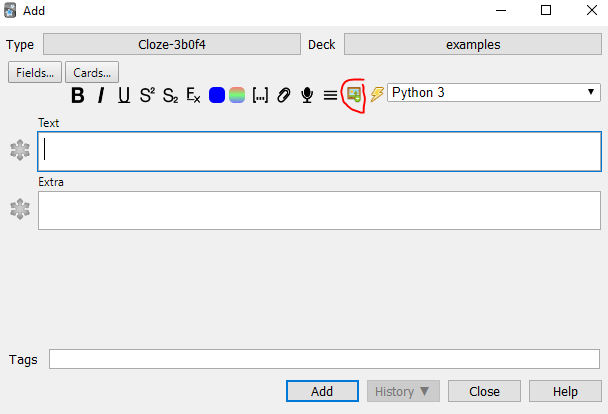 Add
Type Cloze-3b0f4 Deck examples
Fields... Cards...
B I U S² S₂ Eₓ [...] Python 3
Text
Extra
Tags
Add History ▼ Close Help